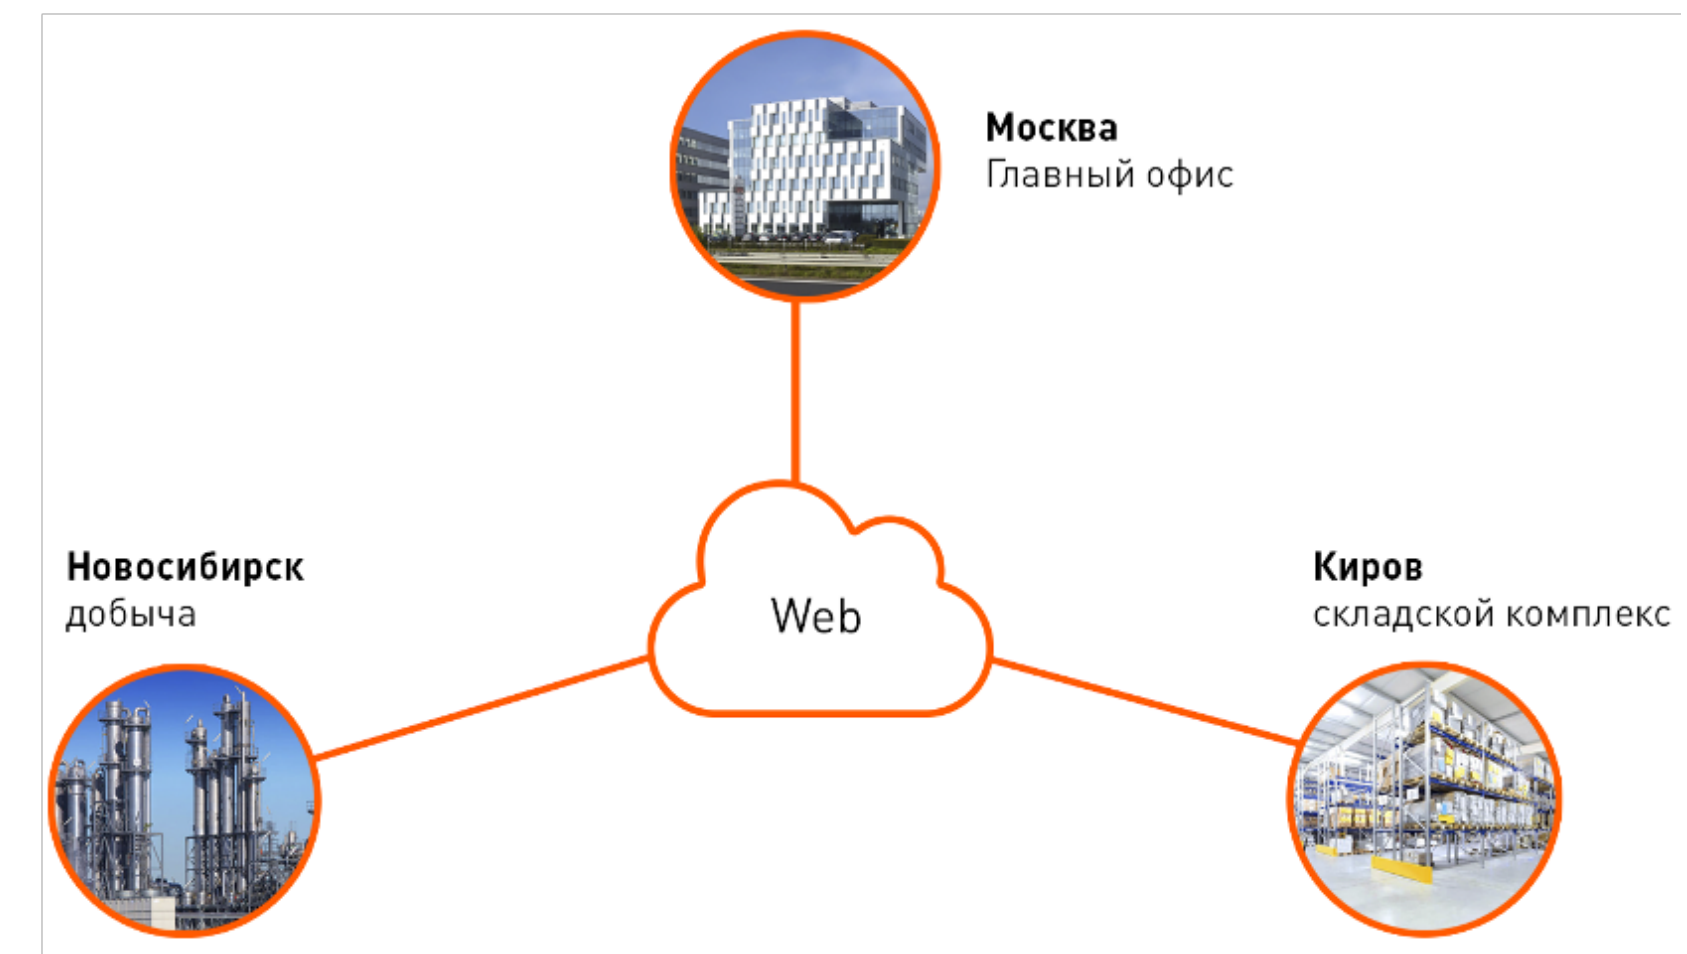 Москва
Главный офис
Новосибирск
добыча
Киров
складской комплекс
Web